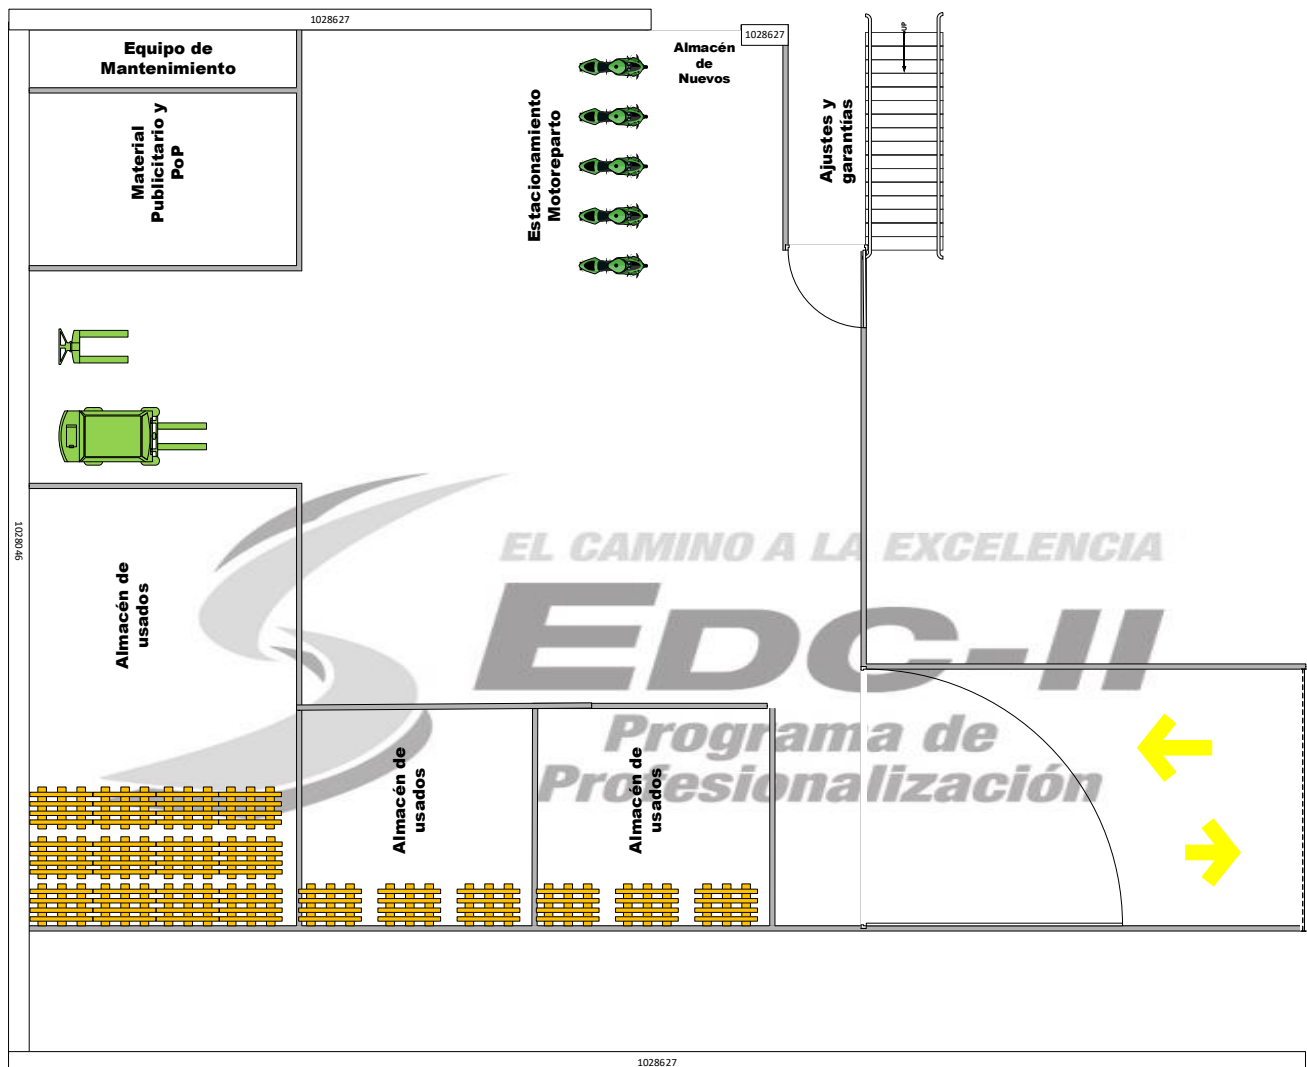 1028627
1028627
UP
Equipo de
Mantenimiento
Almacén
de
Nuevos
Material
Publicitario y
PoP
Estacionamiento
Motoreparto
Ajustes y
garantías
1028046
EL CAMINO A LA EXCELENCIA
EDC-II
Programa de
Profesionalización
Almacén de
usados
Almacén de
usados
Almacén de
usados
1028627